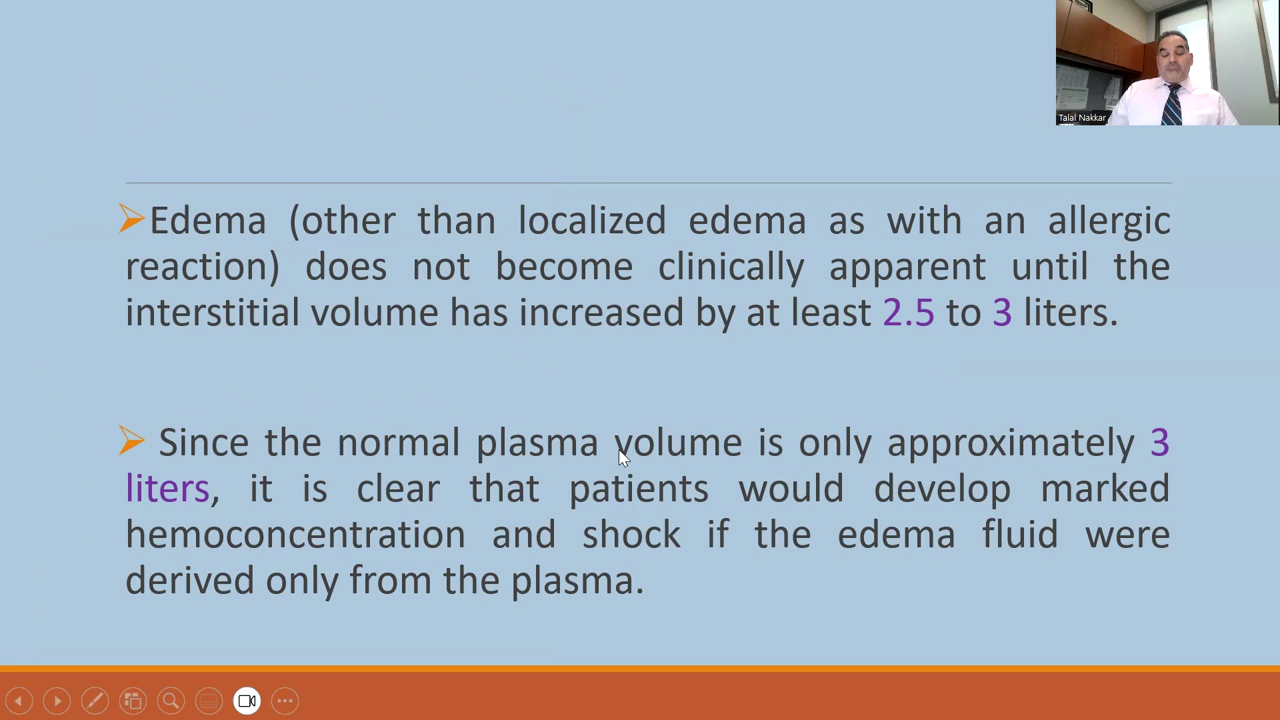 Talal Nakkar
Edema (other than localized edema as with an allergic
reaction) does not become clinically apparent until the
interstitial volume has increased by at least 2.5 to 3 liters.
Since the normal plasma volume is only approximately 3
liters, it is clear that patients would develop marked
hemoconcentration and shock if the edema fluid were
derived only from the plasma.